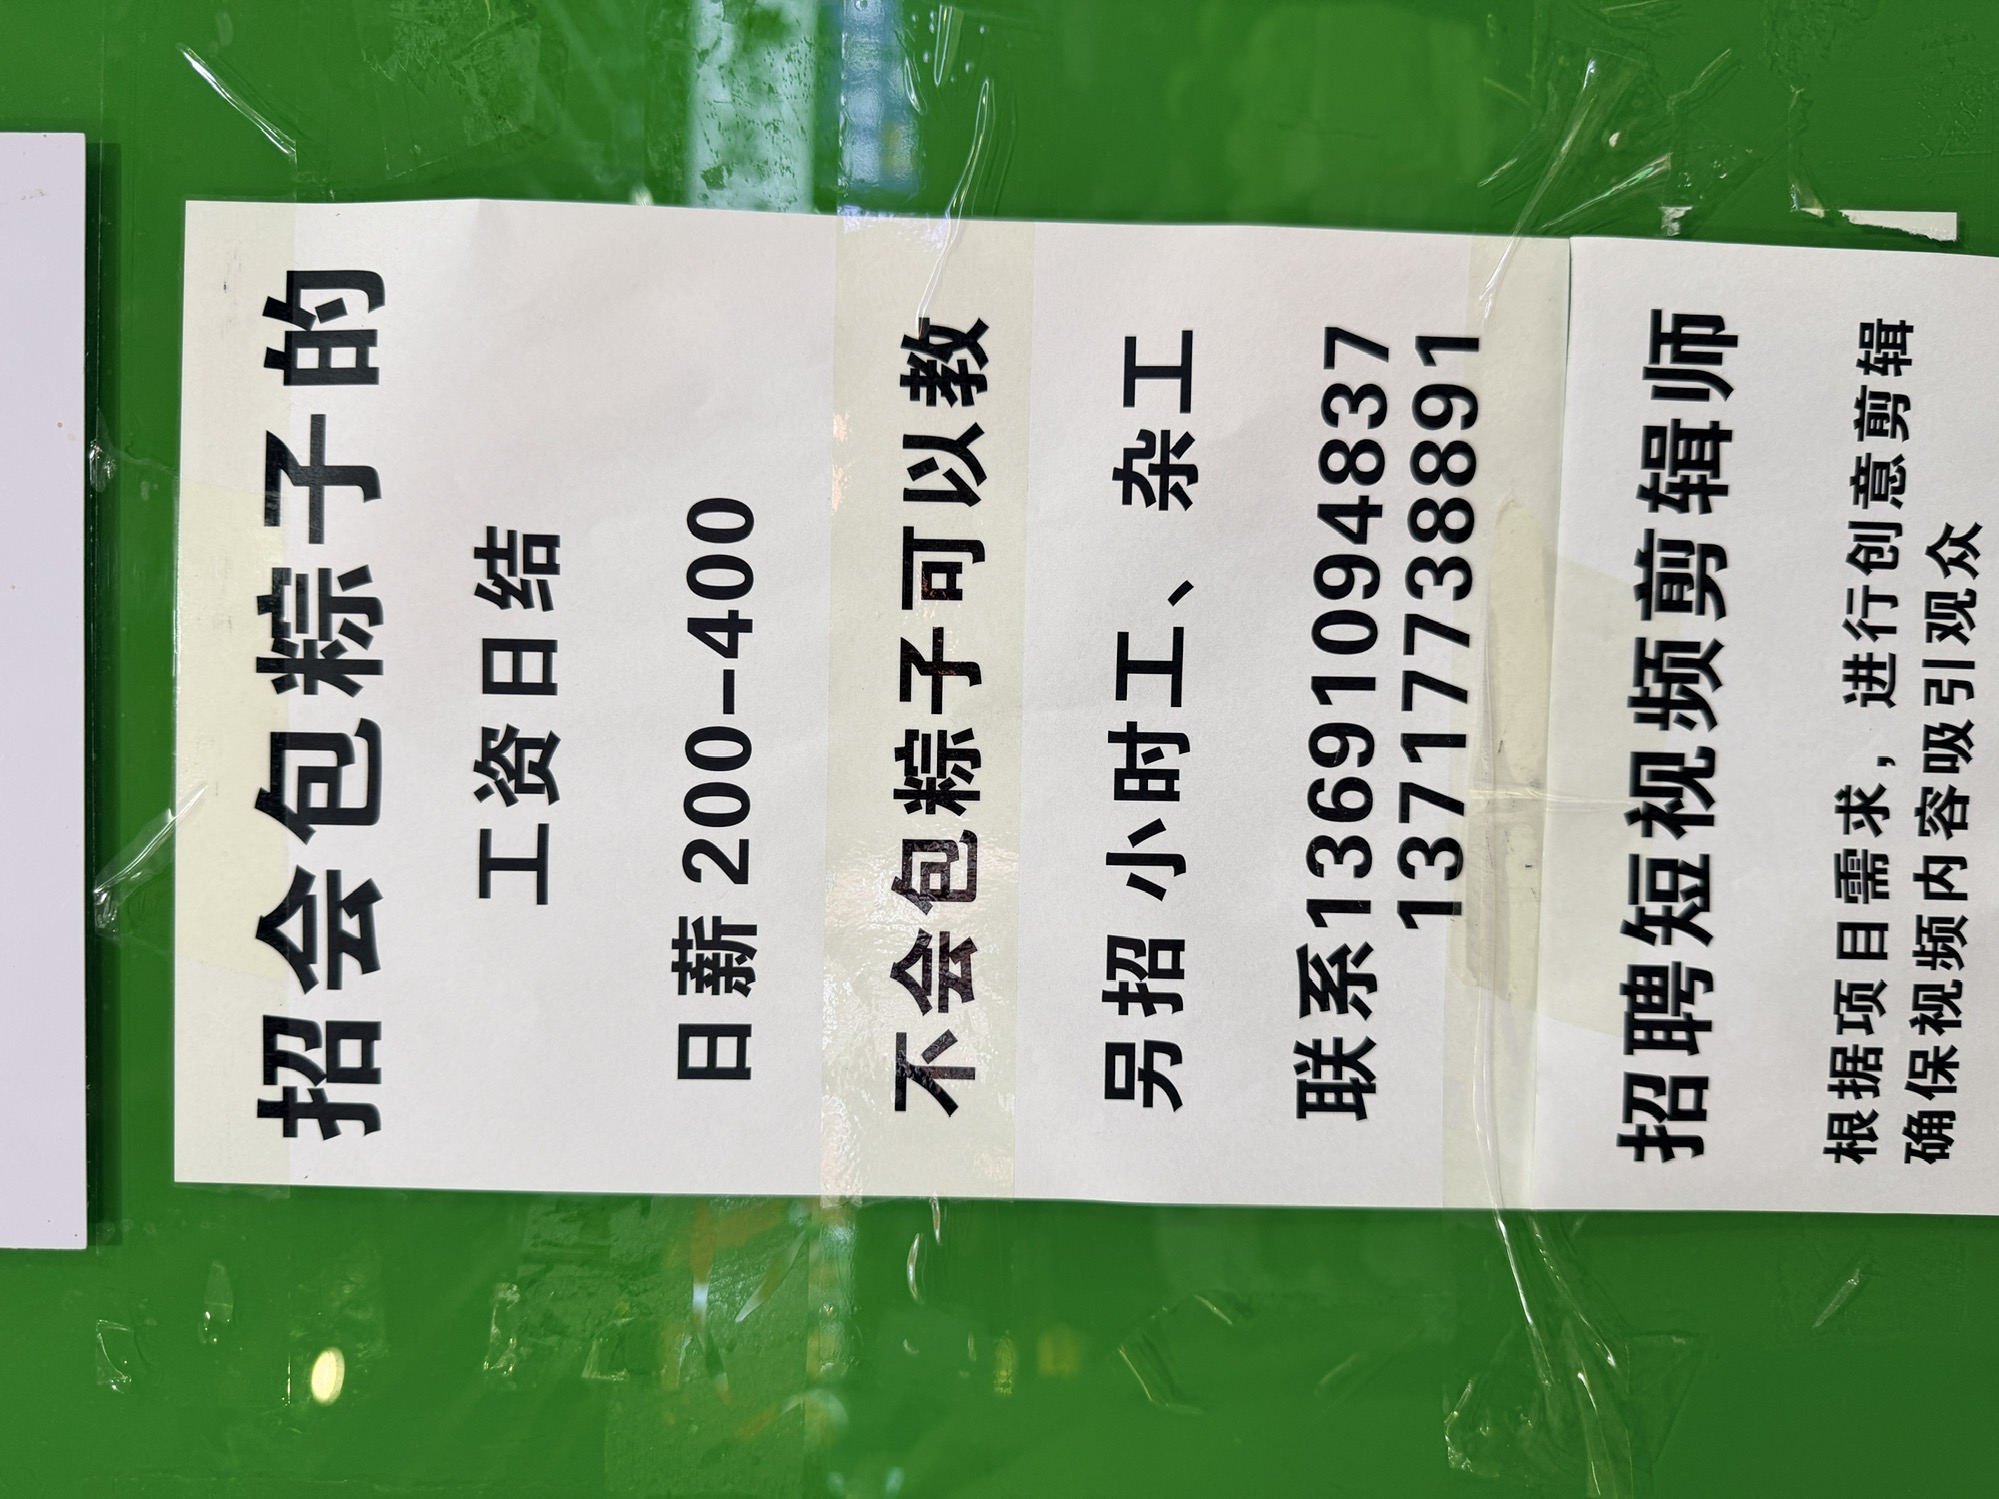 招会包粽子的
工资日结
日薪 200–400
不会包粽子可以教
另招 小时工、 杂工
联系13691094837
13717738891
招聘短视频剪辑师
根据项目需求，进行创意剪辑
确保视频内容吸引观众